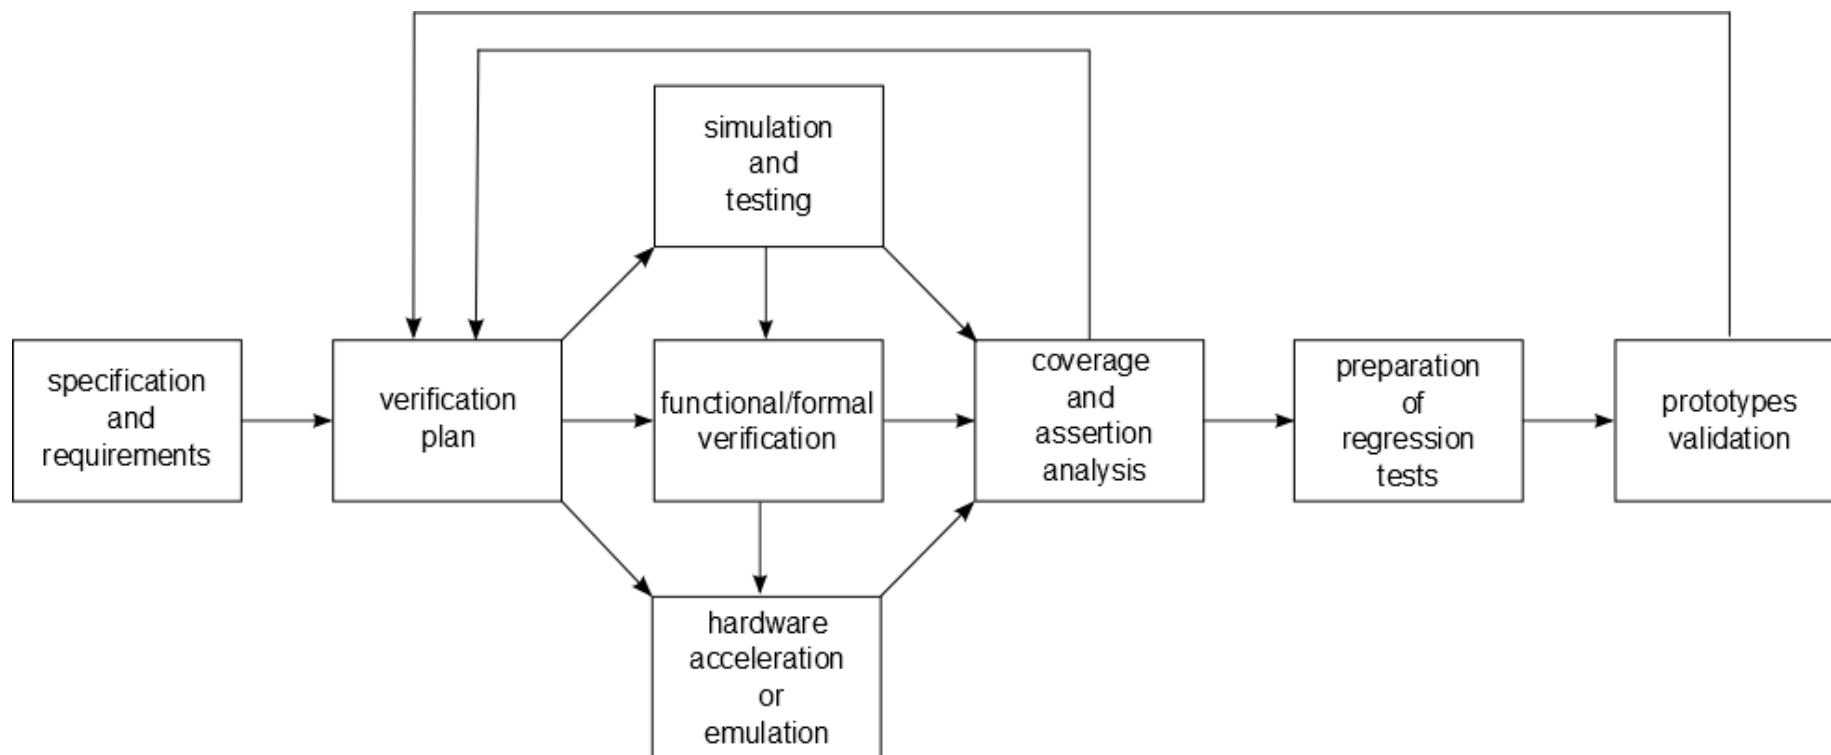 simulation
and
testing
specification
and
requirements
verification
plan
functional/formal
verification
coverage
and
assertion
analysis
preparation
of
regression
tests
prototypes
validation
hardware
acceleration
or
emulation